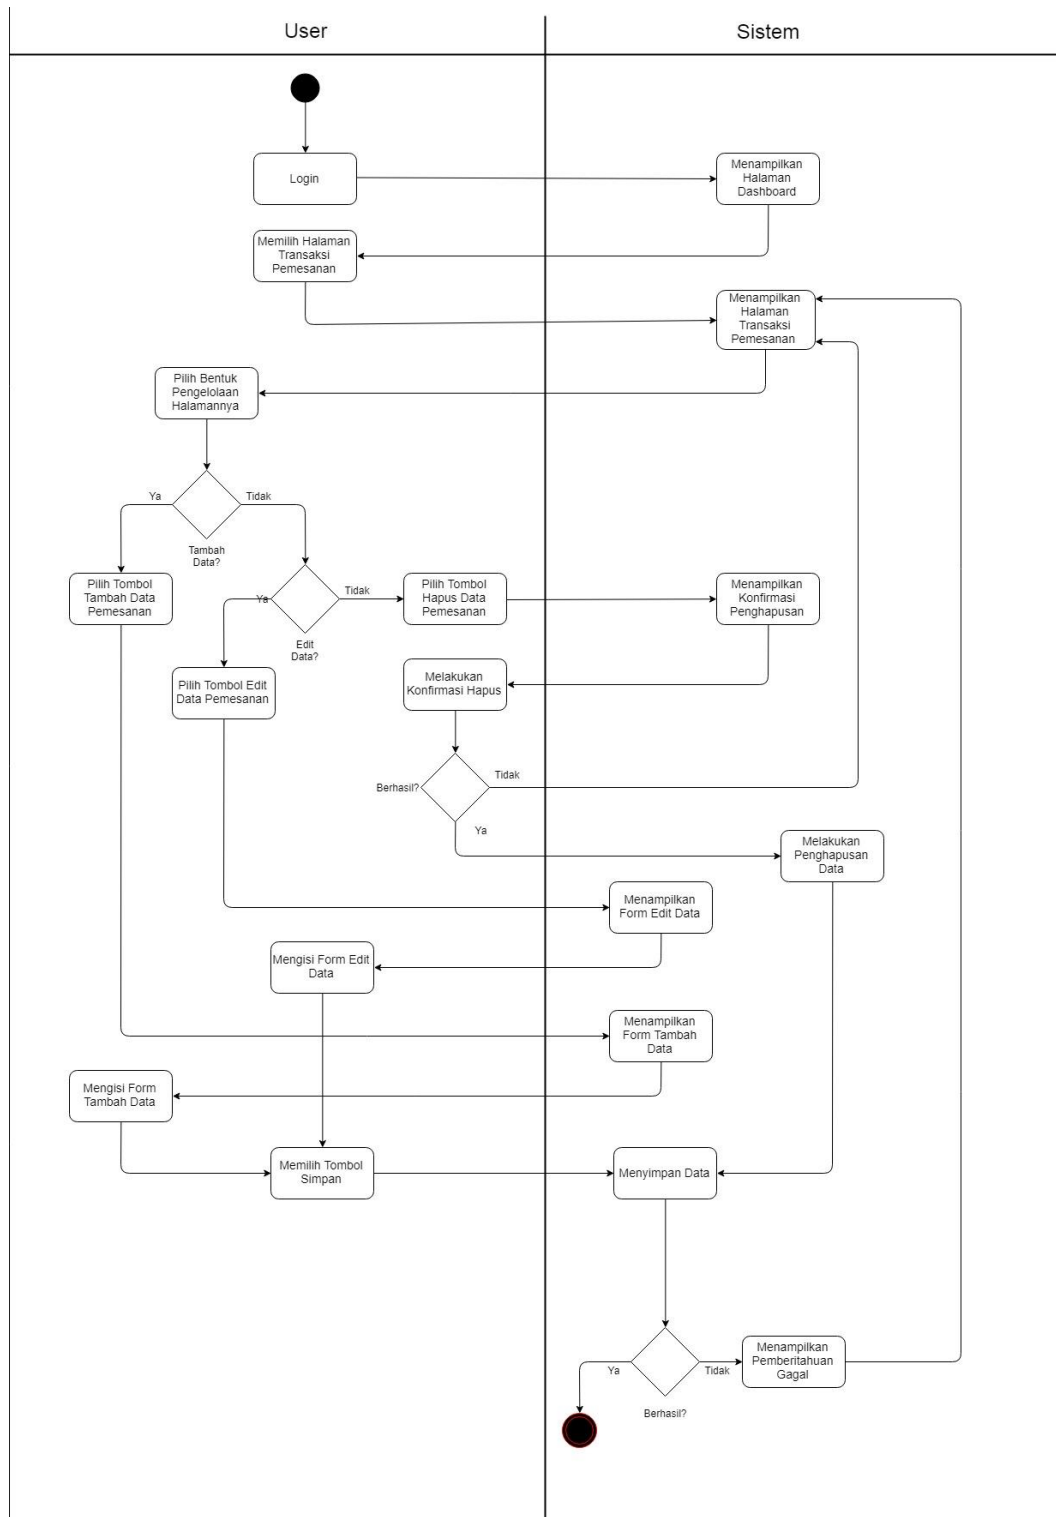 User
Sistem
Login
Menampilkan
Halaman
Dashboard
Memilih Halaman
Transaksi
Pemesanan
Menampilkan
Halaman
Transaksi
Pemesanan
Pilih Bentuk
Pengelolaan
Halamannya
Ya
Tidak
Tambah
Data?
Pilih Tombol
Tambah Data
Pemesanan
Ya
Tidak
Edit
Data?
Pilih Tombol
Hapus Data
Pemesanan
Menampilkan
Konfirmasi
Penghapusan
Pilih Tombol Edit
Data Pemesanan
Melakukan
Konfirmasi Hapus
Berhasil?
Tidak
Ya
Melakukan
Penghapusan
Data
Menampilkan
Form Edit Data
Mengisi Form Edit
Data
Menampilkan
Form Tambah
Data
Mengisi Form
Tambah Data
Memilih Tombol
Simpan
Menyimpan Data
Ya
Tidak
Berhasil?
Menampilkan
Pemberitahuan
Gagal